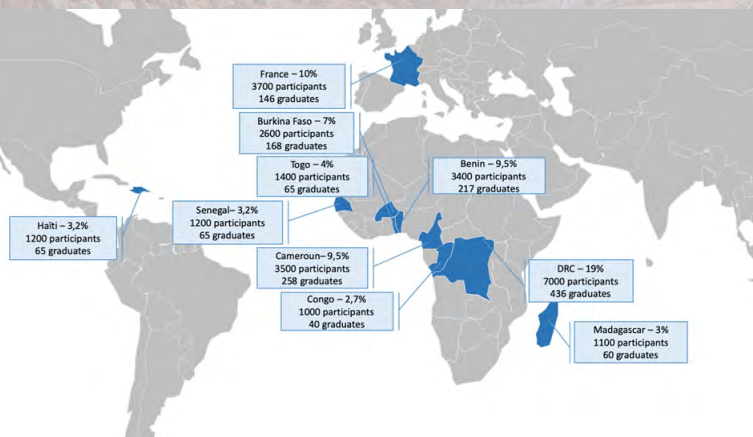 France – 10%
3700 participants
146 graduates
Burkina Faso – 7%
2600 participants
168 graduates
Togo – 4%
1400 participants
65 graduates
Benin – 9,5%
3400 participants
217 graduates
Senegal– 3,2%
1200 participants
65 graduates
Haïti – 3,2%
1200 participants
65 graduates
Cameroun– 9,5%
3500 participants
258 graduates
DRC – 19%
7000 participants
436 graduates
Congo – 2,7%
1000 participants
40 graduates
Madagascar – 3%
1100 participants
60 graduates